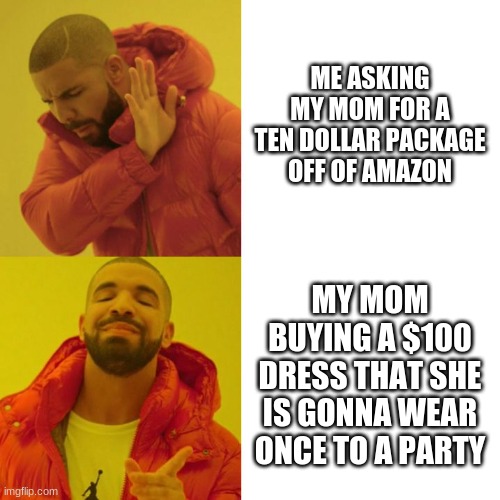 ME ASKING
MY MOM FOR A
TEN DOLLAR PACKAGE
OFF OF AMAZON
MY MOM
BUYING A $100
DRESS THAT SHE
IS GONNA WEAR
ONCE TO A PARTY
imgflip.com